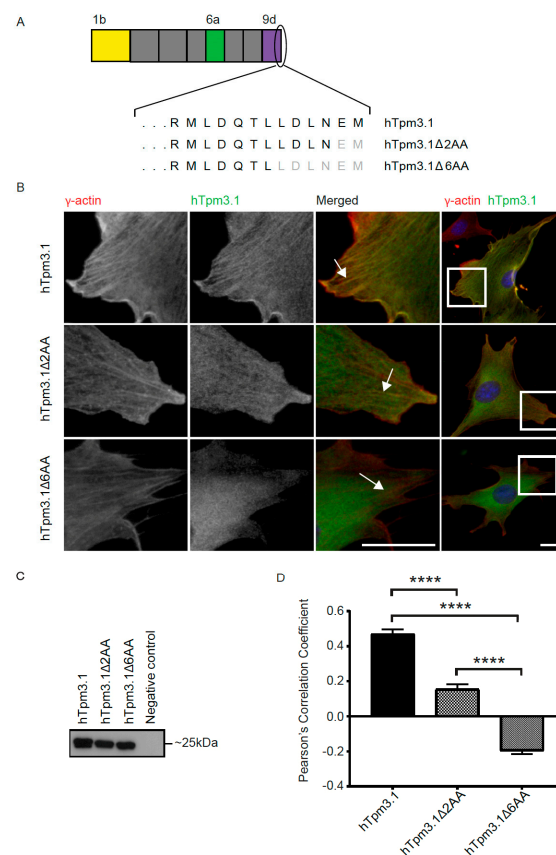 A
1b 6a 9d
. . . R M L D Q T L L D L N E M hTpm3.1
. . . R M L D Q T L L D L N E M hTpm3.1Δ2AA
. . . R M L D Q T L L D L N E M hTpm3.1Δ6AA
B
γ-actin hTpm3.1 Merged γ-actin hTpm3.1
hTpm3.1
hTpm3.1Δ2AA
hTpm3.1Δ6AA
C
hTpm3.1
hTpm3.1Δ2AA
hTpm3.1Δ6AA
Negative control
~25kDa
D
****
****
****
Pearson's Correlation Coefficient
0.6
0.4
0.2
0.0
-0.2
-0.4
hTpm3.1
hTpm3.1Δ2AA
hTpm3.1Δ6AA